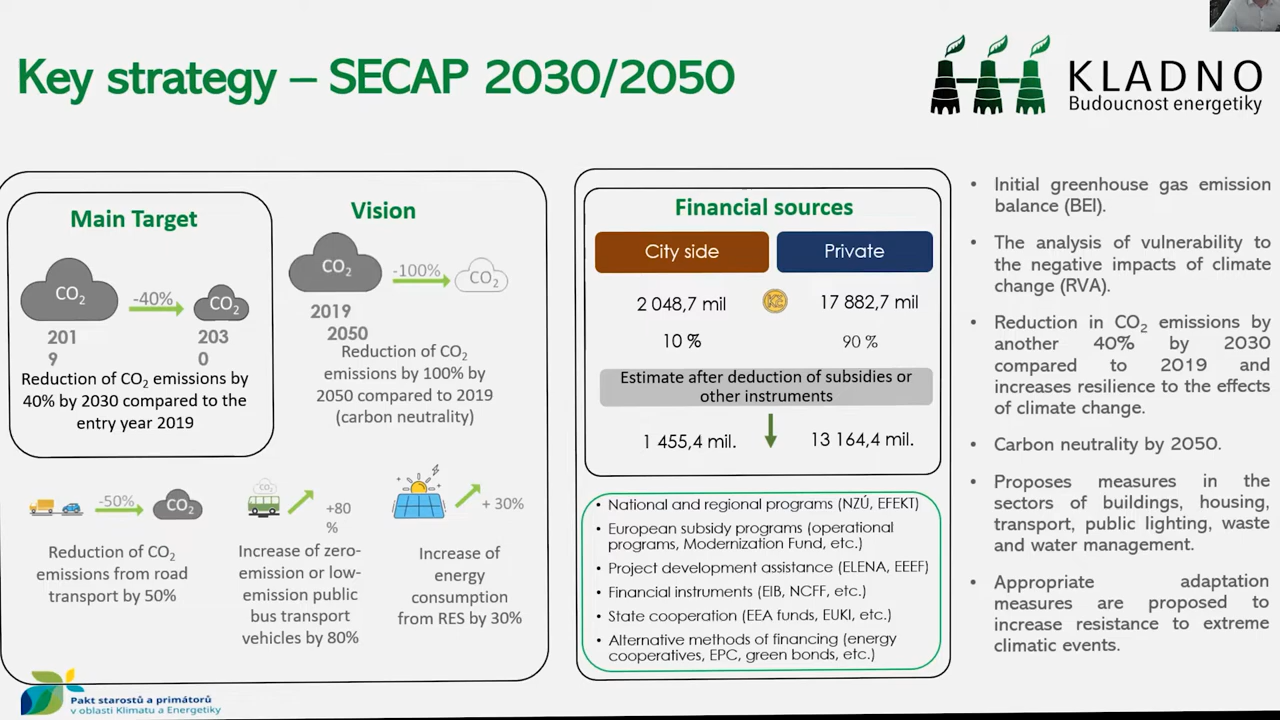 Key strategy – SECAP 2030/2050
KLADNO
Budoucnost energetiky
Main Target
CO2
-40%
CO2
201
9
203
0
Reduction of CO2 emissions by
40% by 2030 compared to the
entry year 2019
Vision
CO2
-100%
CO2
2019
2050
Reduction of CO2
emissions by 100% by
2050 compared to 2019
(carbon neutrality)
-50%
CO2
Reduction of CO2
emissions from road
transport by 50%
CO2
+80
%
Increase of zero-
emission or low-
emission public
bus transport
vehicles by 80%
+ 30%
Increase of
energy
consumption
from RES by 30%
Pakt starostů a primátorů
v oblasti Klimatu a Energetiky
Financial sources
City side
Private
2 048,7 mil
Kč
17 882,7 mil
10 %
90 %
Estimate after deduction of subsidies or
other instruments
1 455,4 mil.
13 164,4 mil.
• National and regional programs (NZÚ, EFEKT)
• European subsidy programs (operational
programs, Modernization Fund, etc.)
• Project development assistance (ELENA, EEEF)
• Financial instruments (EIB, NCFF, etc.)
• State cooperation (EEA funds, EUKI, etc.)
• Alternative methods of financing (energy
cooperatives, EPC, green bonds, etc.)
• Initial greenhouse gas emission
balance (BEI).
• The analysis of vulnerability to
the negative impacts of climate
change (RVA).
• Reduction in CO2 emissions by
another 40% by 2030
compared to 2019 and
increases resilience to the effects
of climate change.
• Carbon neutrality by 2050.
• Proposes measures in the
sectors of buildings, housing,
transport, public lighting, waste
and water management.
• Appropriate adaptation
measures are proposed to
increase resistance to extreme
climatic events.